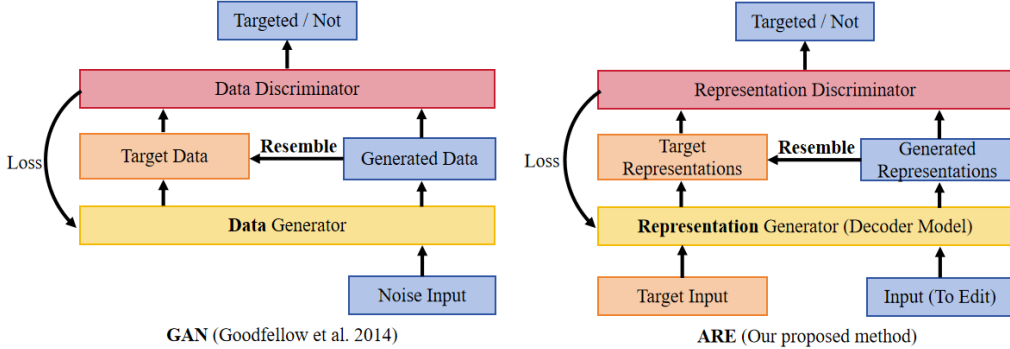 Targeted / Not
Data Discriminator
Target Data
Resemble
Generated Data
Loss
Data Generator
Noise Input
GAN (Goodfellow et al. 2014)
Targeted / Not
Representation Discriminator
Target
Representations
Resemble
Generated
Representations
Loss
Representation Generator (Decoder Model)
Target Input
Input (To Edit)
ARE (Our proposed method)